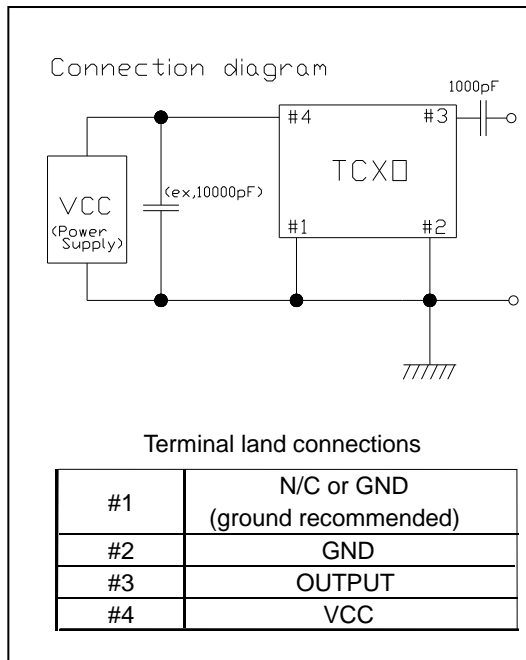 Connection diagram
1000pF
#4
#3
TCXO
(ex,10000pF)
VCC
(Power
Supply)
#1
#2
Terminal land connections
#1
N/C or GND
(ground recommended)
#2 GND
#3 OUTPUT
#4 VCC